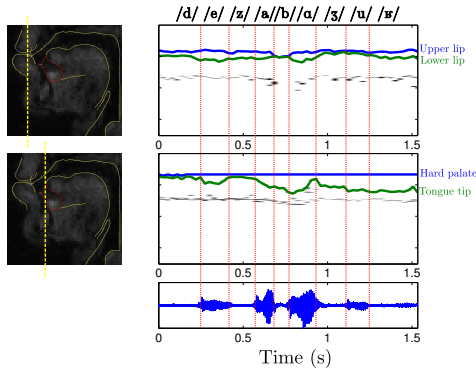 /d/ /e/ /z/ /a/ /b/ /ɑ/ /ʒ/ /u/ /ʁ/
Upper lip
Lower lip
0 0.5 1 1.5
Hard palate
Tongue tip
0 0.5 1 1.5
0 0.5 1 1.5
Time (s)